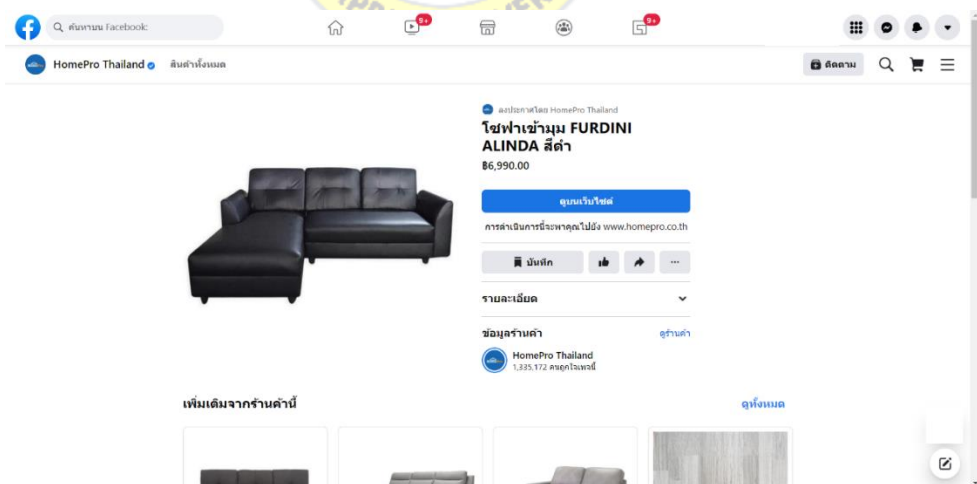 ค้นหาบน Facebook
9+
9+
HomePro Thailand
สินค้าทั้งหมด
ติดตาม
ลงประกาศโดย HomePro Thailand
โซฟาเข้ามุม FURDINI
ALINDA สีดำ
฿6,990.00
ดูบนเว็บไซต์
การดำเนินการนี้จะพาคุณไปยัง www.homepro.co.th
บันทึก
รายละเอียด
ข้อมูลร้านค้า
ดูร้านค้า
HomePro Thailand
1,335,172 คนถูกใจเพจนี้
เพิ่มเติมจากร้านค้านี้
ดูทั้งหมด